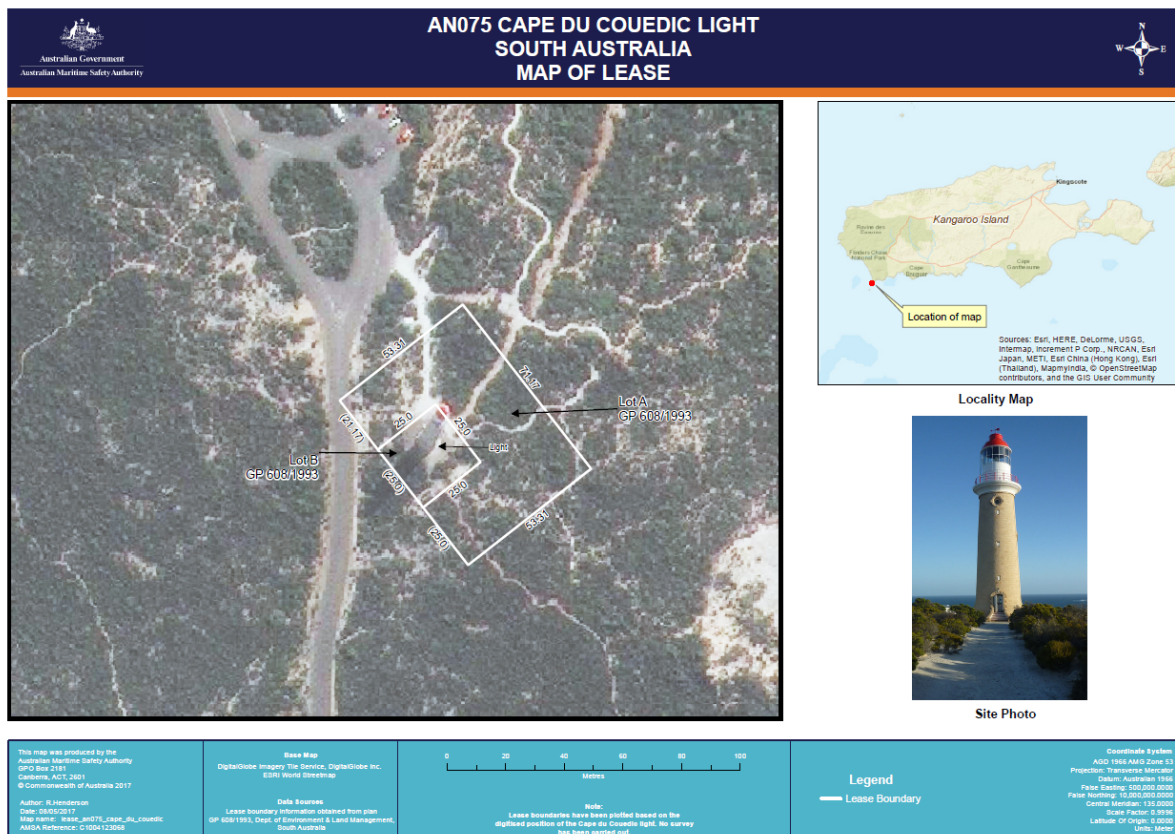 Australian Government
Australian Maritime Safety Authority
AN075 CAPE DU COUEDIC LIGHT
SOUTH AUSTRALIA
MAP OF LEASE
N
W
E
S
53.31
71.17
(21.17)
25.0
25.0
Light
Lot A
GP 608/1993
Lot B
GP 608/1993
(25.0)
25.0
(25.0)
53.31
Kingscote
Kangaroo Island
Flinders Chase
National Park
Cape
Cape
Gantheaume
Location of map
Sources: Esri, HERE, DeLorme, USGS,
Intermap, increment P Corp., NRCAN, Esri
Japan, METI, Esri China (Hong Kong), Esri
(Thailand), MapmyIndia, © OpenStreetMap
contributors, and the GIS User Community
Locality Map
Site Photo
This map was produced by the
Australian Maritime Safety Authority
GPO Box 2181
Canberra, ACT, 2601
© Commonwealth of Australia 2017
Author: R.Henderson
Date: 08/05/2017
Map name: lease_an075_cape_du_couedic
AMSA Reference: C1004123068
Base Map
DigitalGlobe Imagery Tile Service, DigitalGlobe Inc.
ESRI World Streetmap
Data Sources
Lease boundary information obtained from plan
GP 608/1993, Dept. of Environment & Land Management,
South Australia
0 20 40 60 80 100
Metres
Note:
Lease boundaries have been plotted based on the
digitised position of the Cape du Couedic light. No survey
has been carried out
Legend
Lease Boundary
Coordinate System
AGD 1966 AMG Zone 53
Projection: Transverse Mercator
Datum: Australian 1966
False Easting: 500,000.0000
False Northing: 10,000,000.0000
Central Meridian: 135.0000
Scale Factor: 0.9996
Latitude Of Origin: 0.0000
Units: Meter